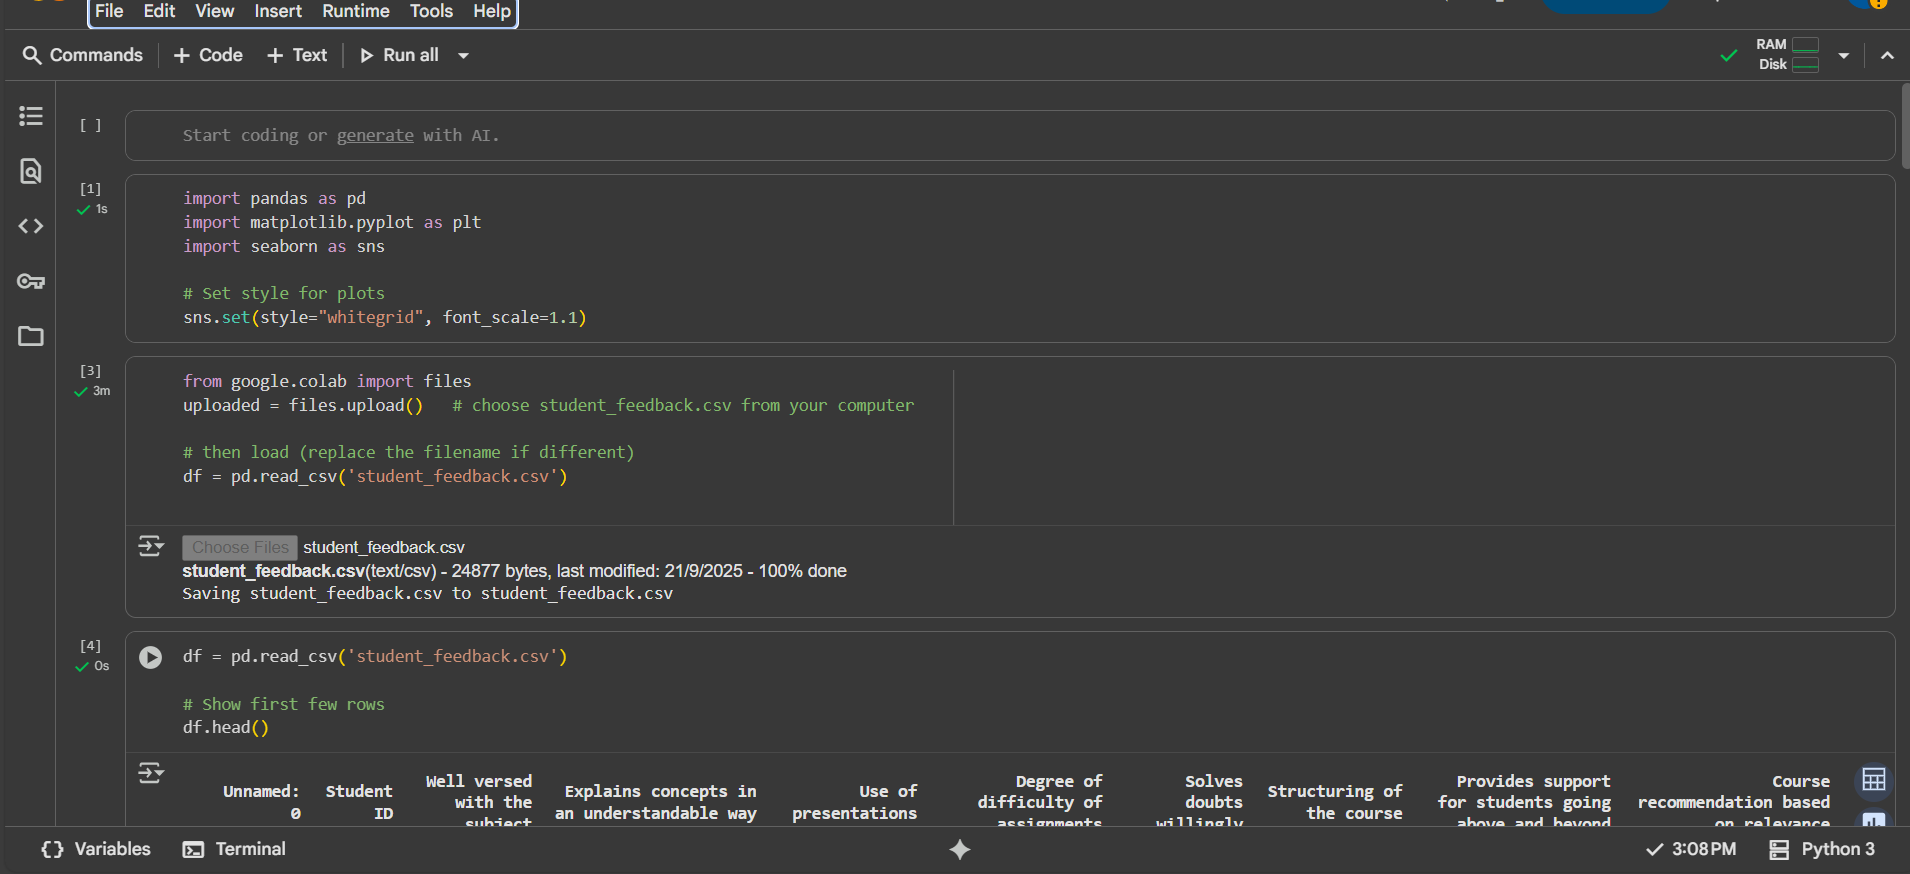 File Edit View Insert Runtime Tools Help
Commands + Code + Text Run all
RAM
Disk
[ ] Start coding or generate with AI.
[1] import pandas as pd
1s
import matplotlib.pyplot as plt
import seaborn as sns
# Set style for plots
sns.set(style="whitegrid", font_scale=1.1)
[3] from google.colab import files
3m
uploaded = files.upload()   # choose student_feedback.csv from your computer
# then load (replace the filename if different)
df = pd.read_csv('student_feedback.csv')
Choose Files student_feedback.csv
student_feedback.csv(text/csv) - 24877 bytes, last modified: 21/9/2025 - 100% done
Saving student_feedback.csv to student_feedback.csv
[4] df = pd.read_csv('student_feedback.csv')
0s
# Show first few rows
df.head()
Unnamed:
0
Student
ID
Well versed
with the
subject
Explains concepts in
an understandable way
Use of
presentations
Degree of
difficulty of
assignments
Solves
doubts
willingly
Structuring of
the course
Provides support
for students going
above and beyond
Course
recommendation based
on relevance
{} Variables Terminal 3:08 PM Python 3